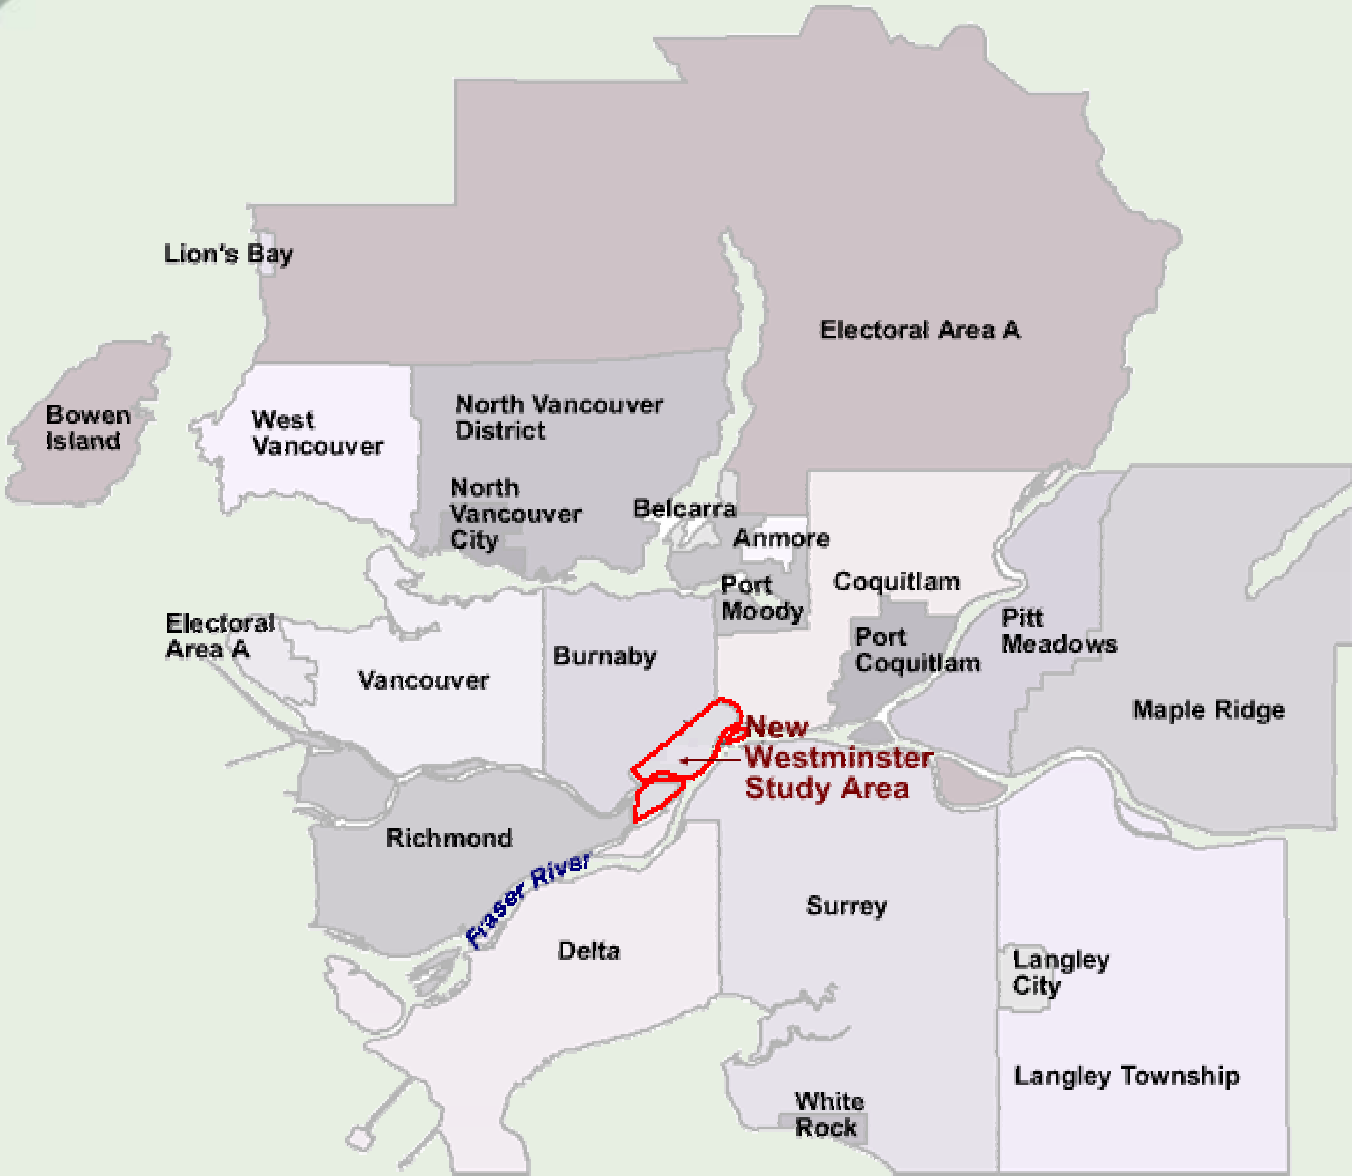 Lion's Bay
Electoral Area A
Bowen
Island
West
Vancouver
North Vancouver
District
North
Vancouver
City
Belcarra
Anmore
Port
Moody
Coquitlam
Electoral
Area A
Vancouver
Burnaby
Port
Coquitlam
Pitt
Meadows
Maple Ridge
New
Westminster
Study Area
Richmond
Fraser River
Delta
Surrey
Langley
City
Langley Township
White
Rock